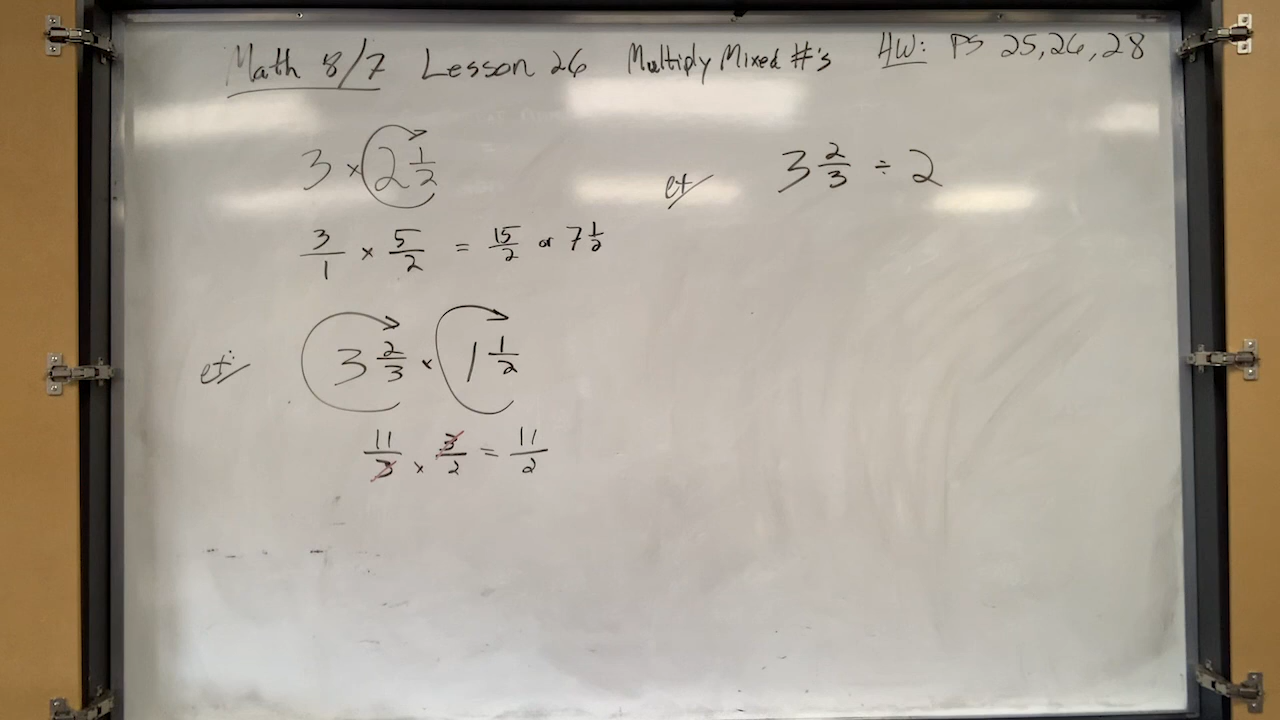 Math 8/7 Lesson 26 Multiply Mixed #'s HW: PS 25, 26, 28
3 × 2 1/2
3/1 × 5/2 = 15/2 or 7 1/2
ex: 3 2/3 × 1 1/2
11/3 × 3/2 = 11/2
ex 3 2/3 ÷ 2